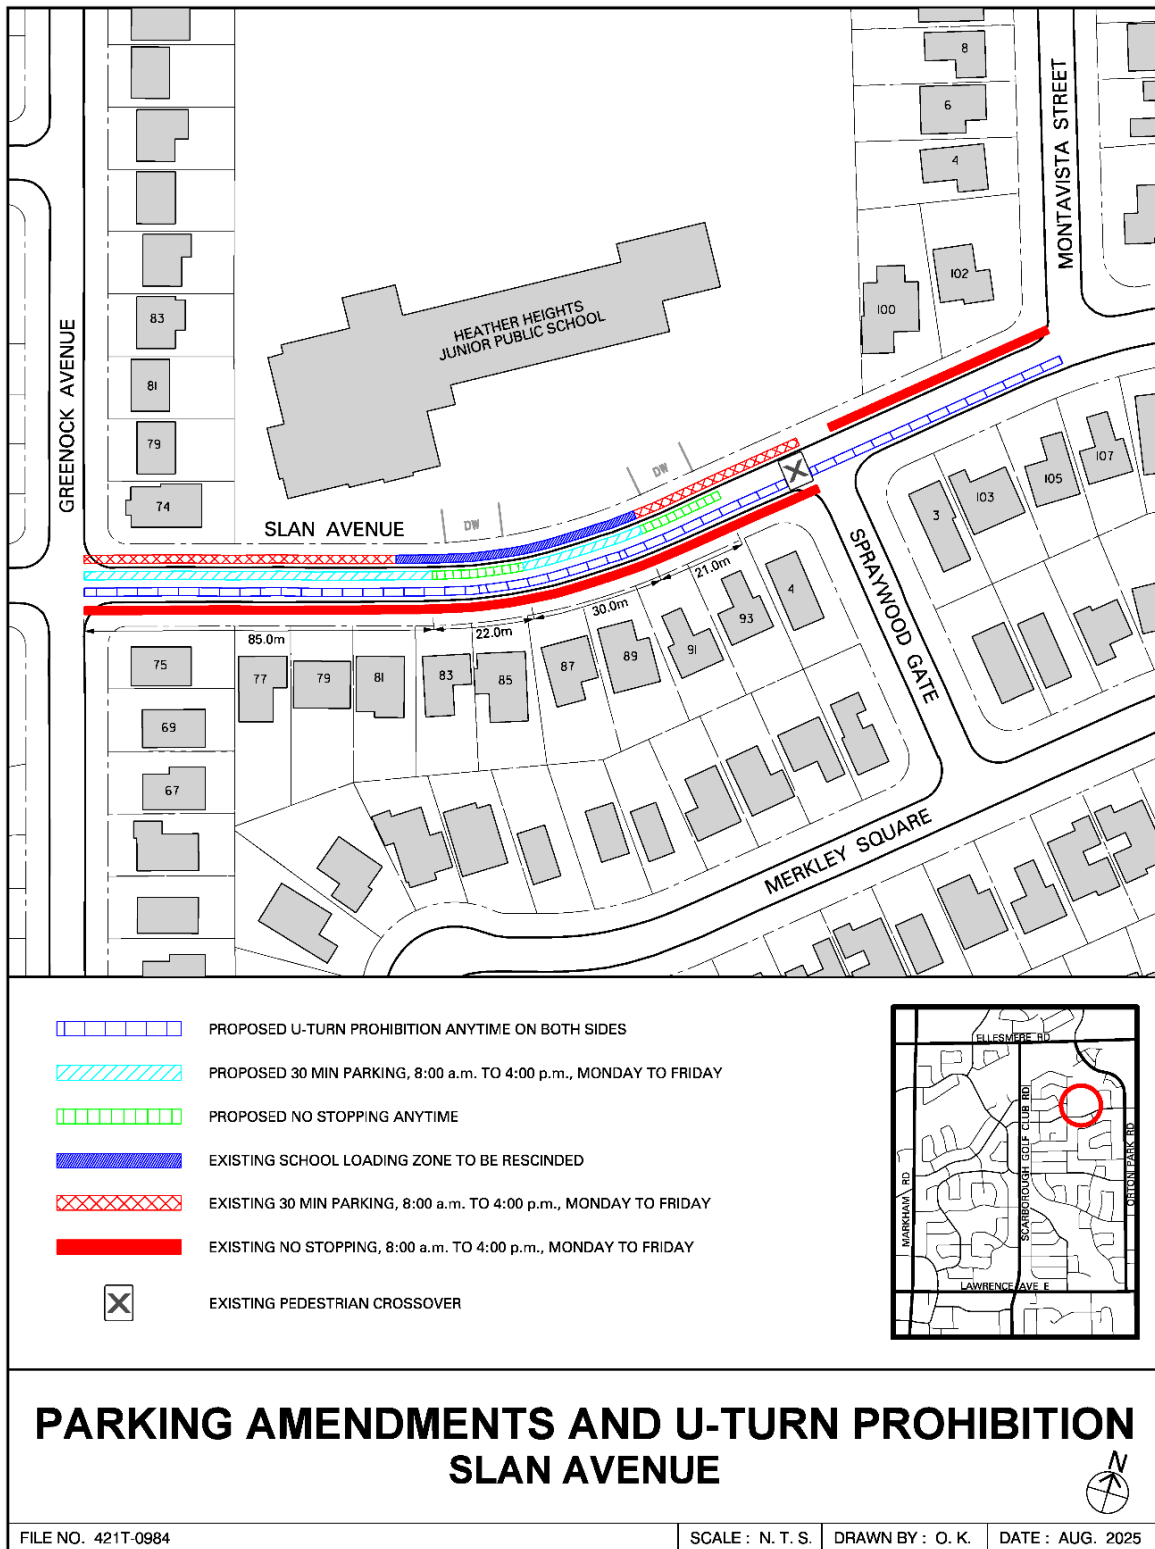 8
6
4
MONTAVISTA STREET
102
100
HEATHER HEIGHTS
JUNIOR PUBLIC SCHOOL
GREENOCK AVENUE
83
81
79
74
SLAN AVENUE
DW
DW
107
105
103
3
SPRAYWOOD GATE
85.0m
22.0m
30.0m
21.0m
75
77
79
81
83
85
87
89
91
93
4
69
67
MERKLEY SQUARE
PROPOSED U-TURN PROHIBITION ANYTIME ON BOTH SIDES
PROPOSED 30 MIN PARKING, 8:00 a.m. TO 4:00 p.m., MONDAY TO FRIDAY
PROPOSED NO STOPPING ANYTIME
EXISTING SCHOOL LOADING ZONE TO BE RESCINDED
EXISTING 30 MIN PARKING, 8:00 a.m. TO 4:00 p.m., MONDAY TO FRIDAY
EXISTING NO STOPPING, 8:00 a.m. TO 4:00 p.m., MONDAY TO FRIDAY
X
EXISTING PEDESTRIAN CROSSOVER
ELLESMERE RD
MARKHAM RD
SCARBOROUGH GOLF CLUB RD
ORTONI PARK RD
LAWRENCE AVE E
PARKING AMENDMENTS AND U-TURN PROHIBITION
SLAN AVENUE
N
FILE NO. 421T-0984
SCALE : N. T. S.
DRAWN BY : O. K.
DATE : AUG. 2025